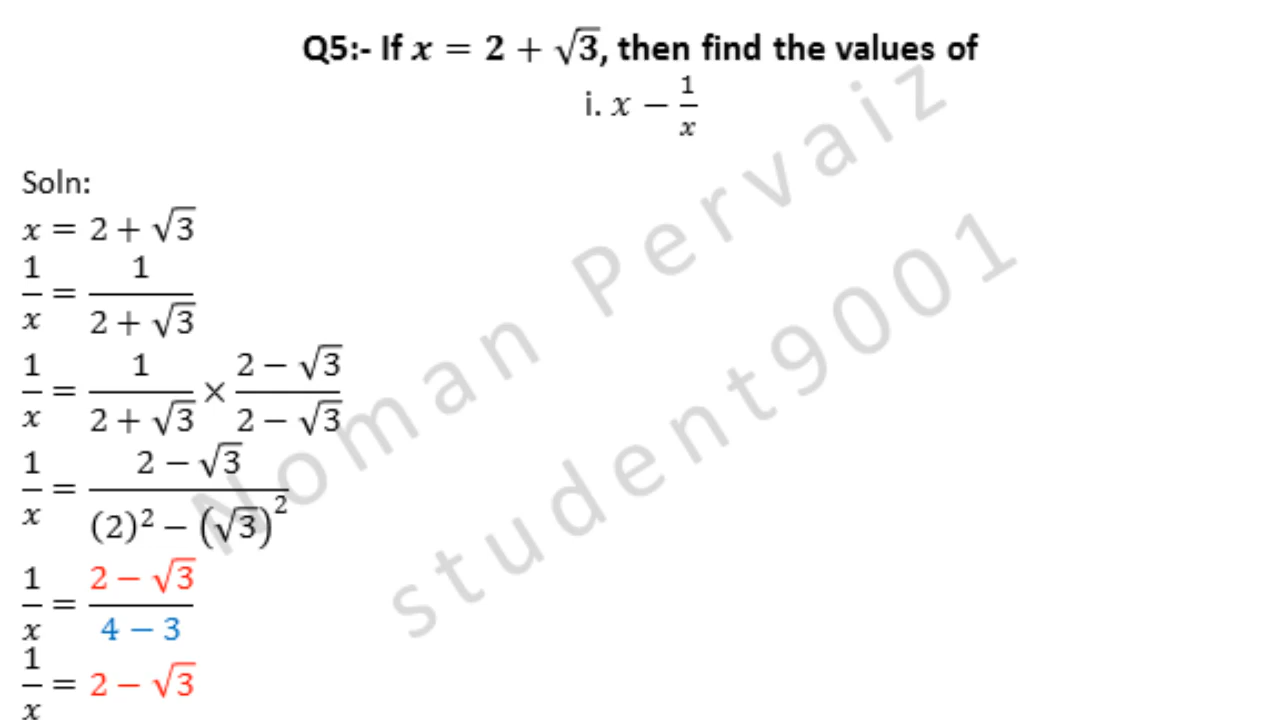 Q5:- If x = 2 + √3, then find the values of
i. x − 1/x
Soln:
x = 2 + √3
1/x = 1/(2 + √3)
1/x = 1/(2 + √3) × (2 − √3)/(2 − √3)
1/x = (2 − √3)/((2)² − (√3)²)
1/x = (2 − √3)/(4 − 3)
1/x = 2 − √3
Noman Pervaiz
student9001